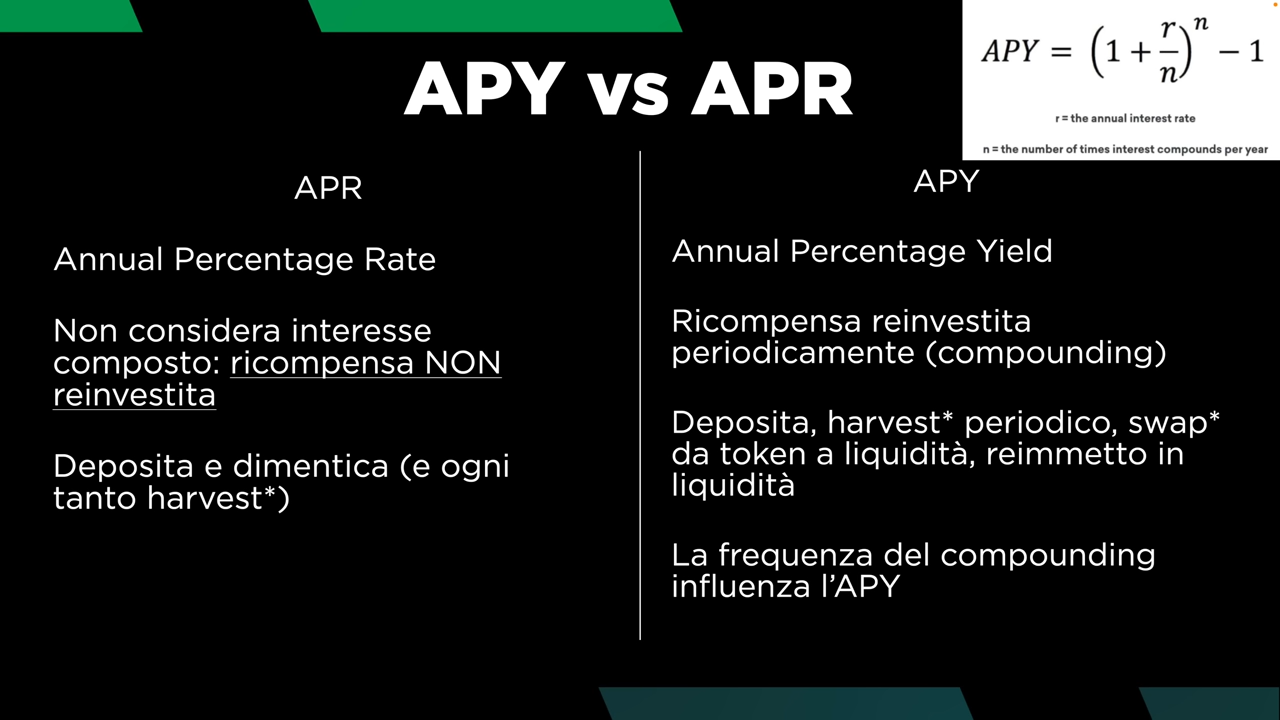 APY vs APR
APY = (1 + r/n)^n − 1
r = the annual interest rate
n = the number of times interest compounds per year
APR
Annual Percentage Rate
Non considera interesse
composto: ricompensa NON
reinvestita
Deposita e dimentica (e ogni
tanto harvest*)
APY
Annual Percentage Yield
Ricompensa reinvestita
periodicamente (compounding)
Deposita, harvest* periodico, swap*
da token a liquidità, reimmetto in
liquidità
La frequenza del compounding
influenza l’APY